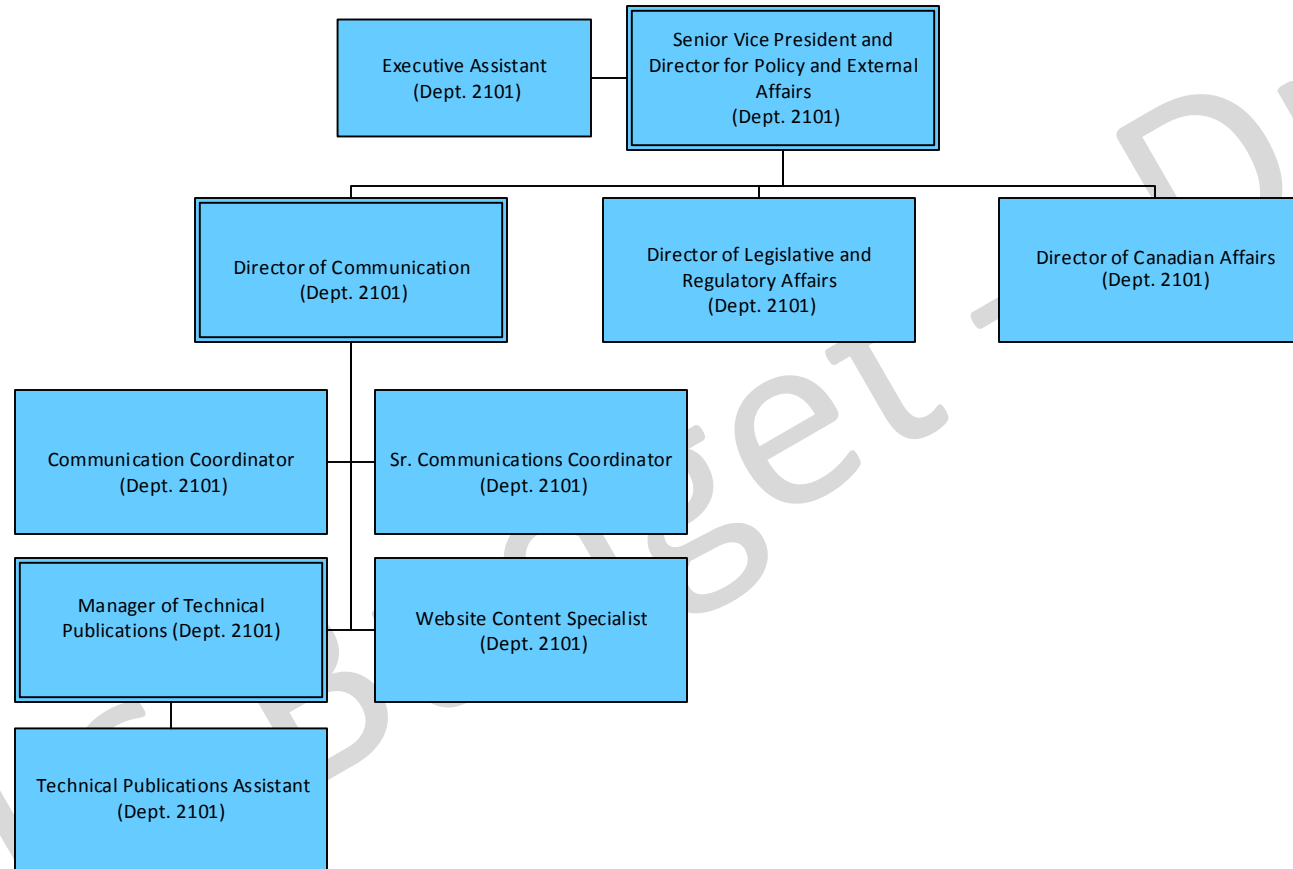 Executive Assistant
(Dept. 2101)
Senior Vice President and
Director for Policy and External
Affairs
(Dept. 2101)
Director of Communication
(Dept. 2101)
Director of Legislative and
Regulatory Affairs
(Dept. 2101)
Director of Canadian Affairs
(Dept. 2101)
Communication Coordinator
(Dept. 2101)
Sr. Communications Coordinator
(Dept. 2101)
Manager of Technical
Publications (Dept. 2101)
Website Content Specialist
(Dept. 2101)
Technical Publications Assistant
(Dept. 2101)
Budget -